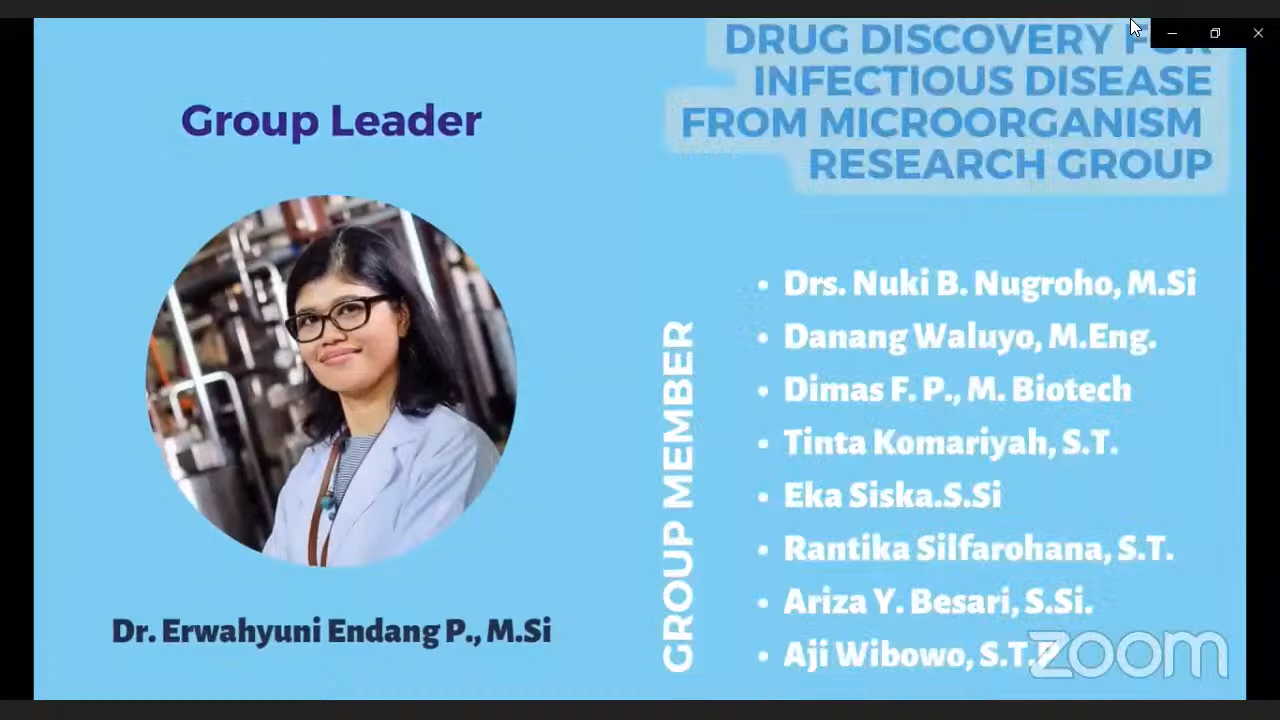 DRUG DISCOVERY FOR
INFECTIOUS DISEASE
FROM MICROORGANISM
RESEARCH GROUP
Group Leader
Dr. Erwahyuni Endang P., M.Si
GROUP MEMBER
• Drs. Nuki B. Nugroho, M.Si
• Danang Waluyo, M.Eng.
• Dimas F. P., M. Biotech
• Tinta Komariyah, S.T.
• Eka Siska.S.Si
• Rantika Silfarohana, S.T.
• Ariza Y. Besari, S.Si.
• Aji Wibowo, S.T.P
zoom